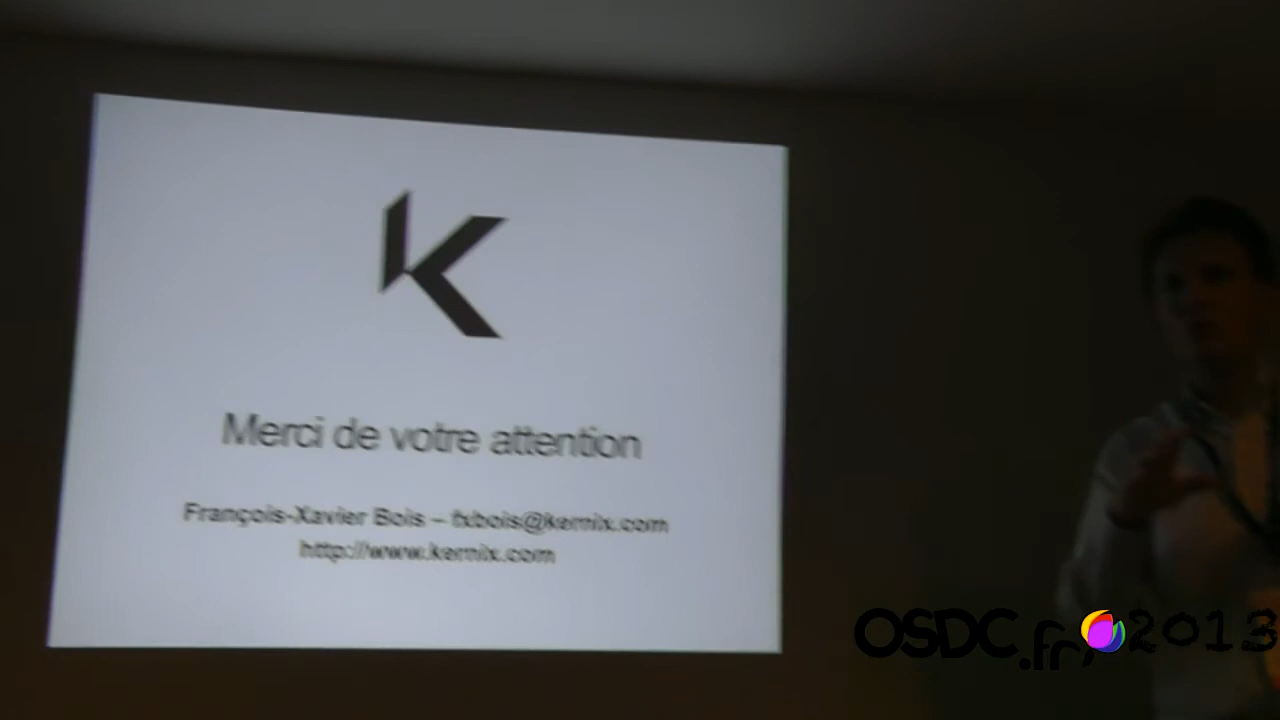 K
Merci de votre attention
François-Xavier Bois – fxbois@kernix.com
http://www.kernix.com
OSDC.fr 2013